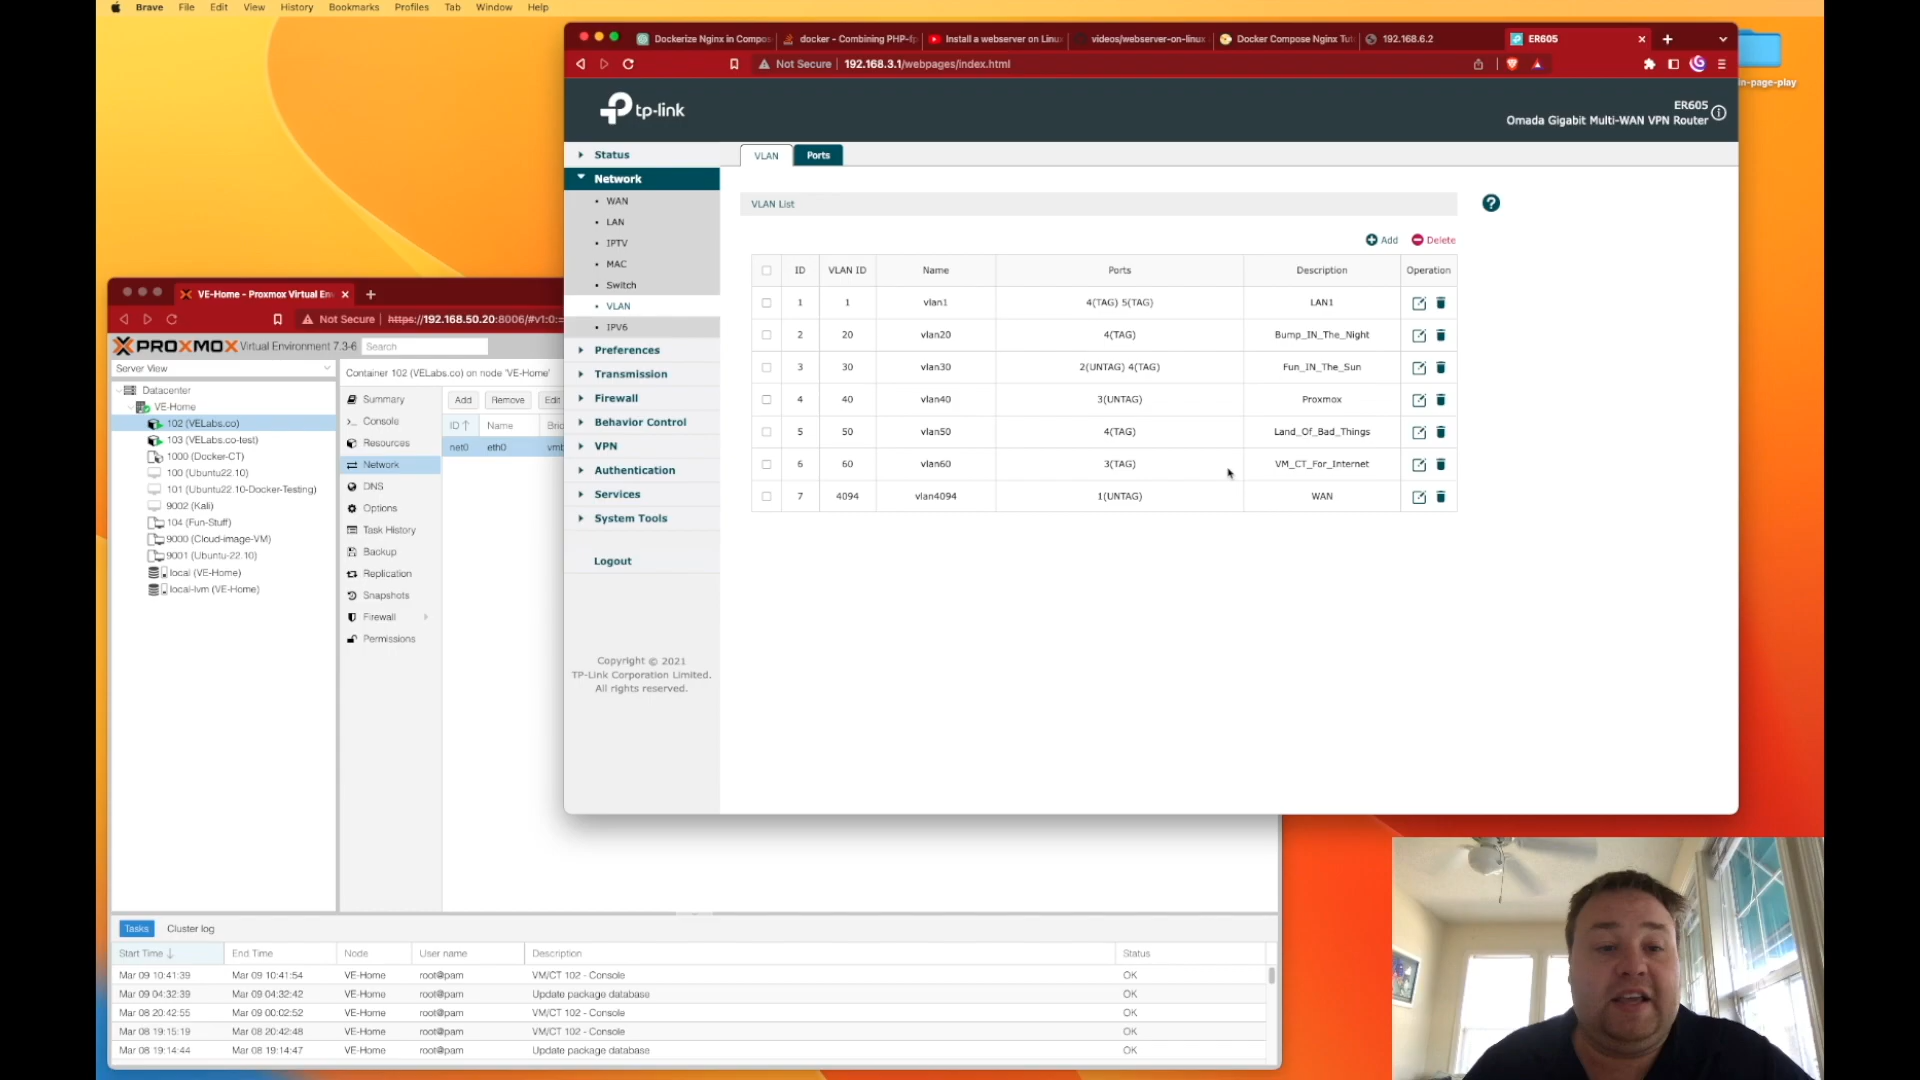 Brave File Edit View History Bookmarks Profiles Tab Window Help
Dockerize Nginx in Compos docker - Combining PHP-fp Install a webserver on Linu videos/webserver-on-linux Docker Compose Nginx Tut 192.168.6.2 ER605
Not Secure 192.168.3.1/webpages/index.html
n-page-play
tp-link
ER605
Omada Gigabit Multi-WAN VPN Router
Status
Network
WAN
LAN
IPTV
MAC
Switch
VLAN
IPV6
Preferences
Transmission
Firewall
Behavior Control
VPN
Authentication
Services
System Tools
Logout
Copyright © 2021
TP-Link Corporation Limited.
All rights reserved.
VLAN Ports
VLAN List
Add Delete
ID VLAN ID Name Ports Description Operation
1 1 vlan1 4(TAG) 5(TAG) LAN1
2 20 vlan20 4(TAG) Bump_IN_The_Night
3 30 vlan30 2(UNTAG) 4(TAG) Fun_IN_The_Sun
4 40 vlan40 3(UNTAG) Proxmox
5 50 vlan50 4(TAG) Land_Of_Bad_Things
6 60 vlan60 3(TAG) VM_CT_For_Internet
7 4094 vlan4094 1(UNTAG) WAN
VE-Home - Proxmox Virtual En
Not Secure https://192.168.50.20:8006/#v1:0:=
PROXMOX Virtual Environment 7.3-6 Search
Server View
Datacenter
VE-Home
102 (VELabs.co)
103 (VELabs.co-test)
1000 (Docker-CT)
100 (Ubuntu22.10)
101 (Ubuntu22.10-Docker-Testing)
9002 (Kali)
104 (Fun-Stuff)
9000 (Cloud-image-VM)
9001 (Ubuntu-22.10)
local (VE-Home)
local-lvm (VE-Home)
Container 102 (VELabs.co) on node 'VE-Home'
Summary
Console
Resources
Network
DNS
Options
Task History
Backup
Replication
Snapshots
Firewall
Permissions
Add Remove Edit
ID Name Brid
net0 eth0 vmb
Tasks Cluster log
Start Time End Time Node User name Description Status
Mar 09 10:41:39 Mar 09 10:41:54 VE-Home root@pam VM/CT 102 - Console OK
Mar 09 04:32:39 Mar 09 04:32:42 VE-Home root@pam Update package database OK
Mar 08 20:42:55 Mar 09 00:02:52 VE-Home root@pam VM/CT 102 - Console OK
Mar 08 19:15:19 Mar 08 20:42:48 VE-Home root@pam VM/CT 102 - Console OK
Mar 08 19:14:44 Mar 08 19:14:47 VE-Home root@pam Update package database OK